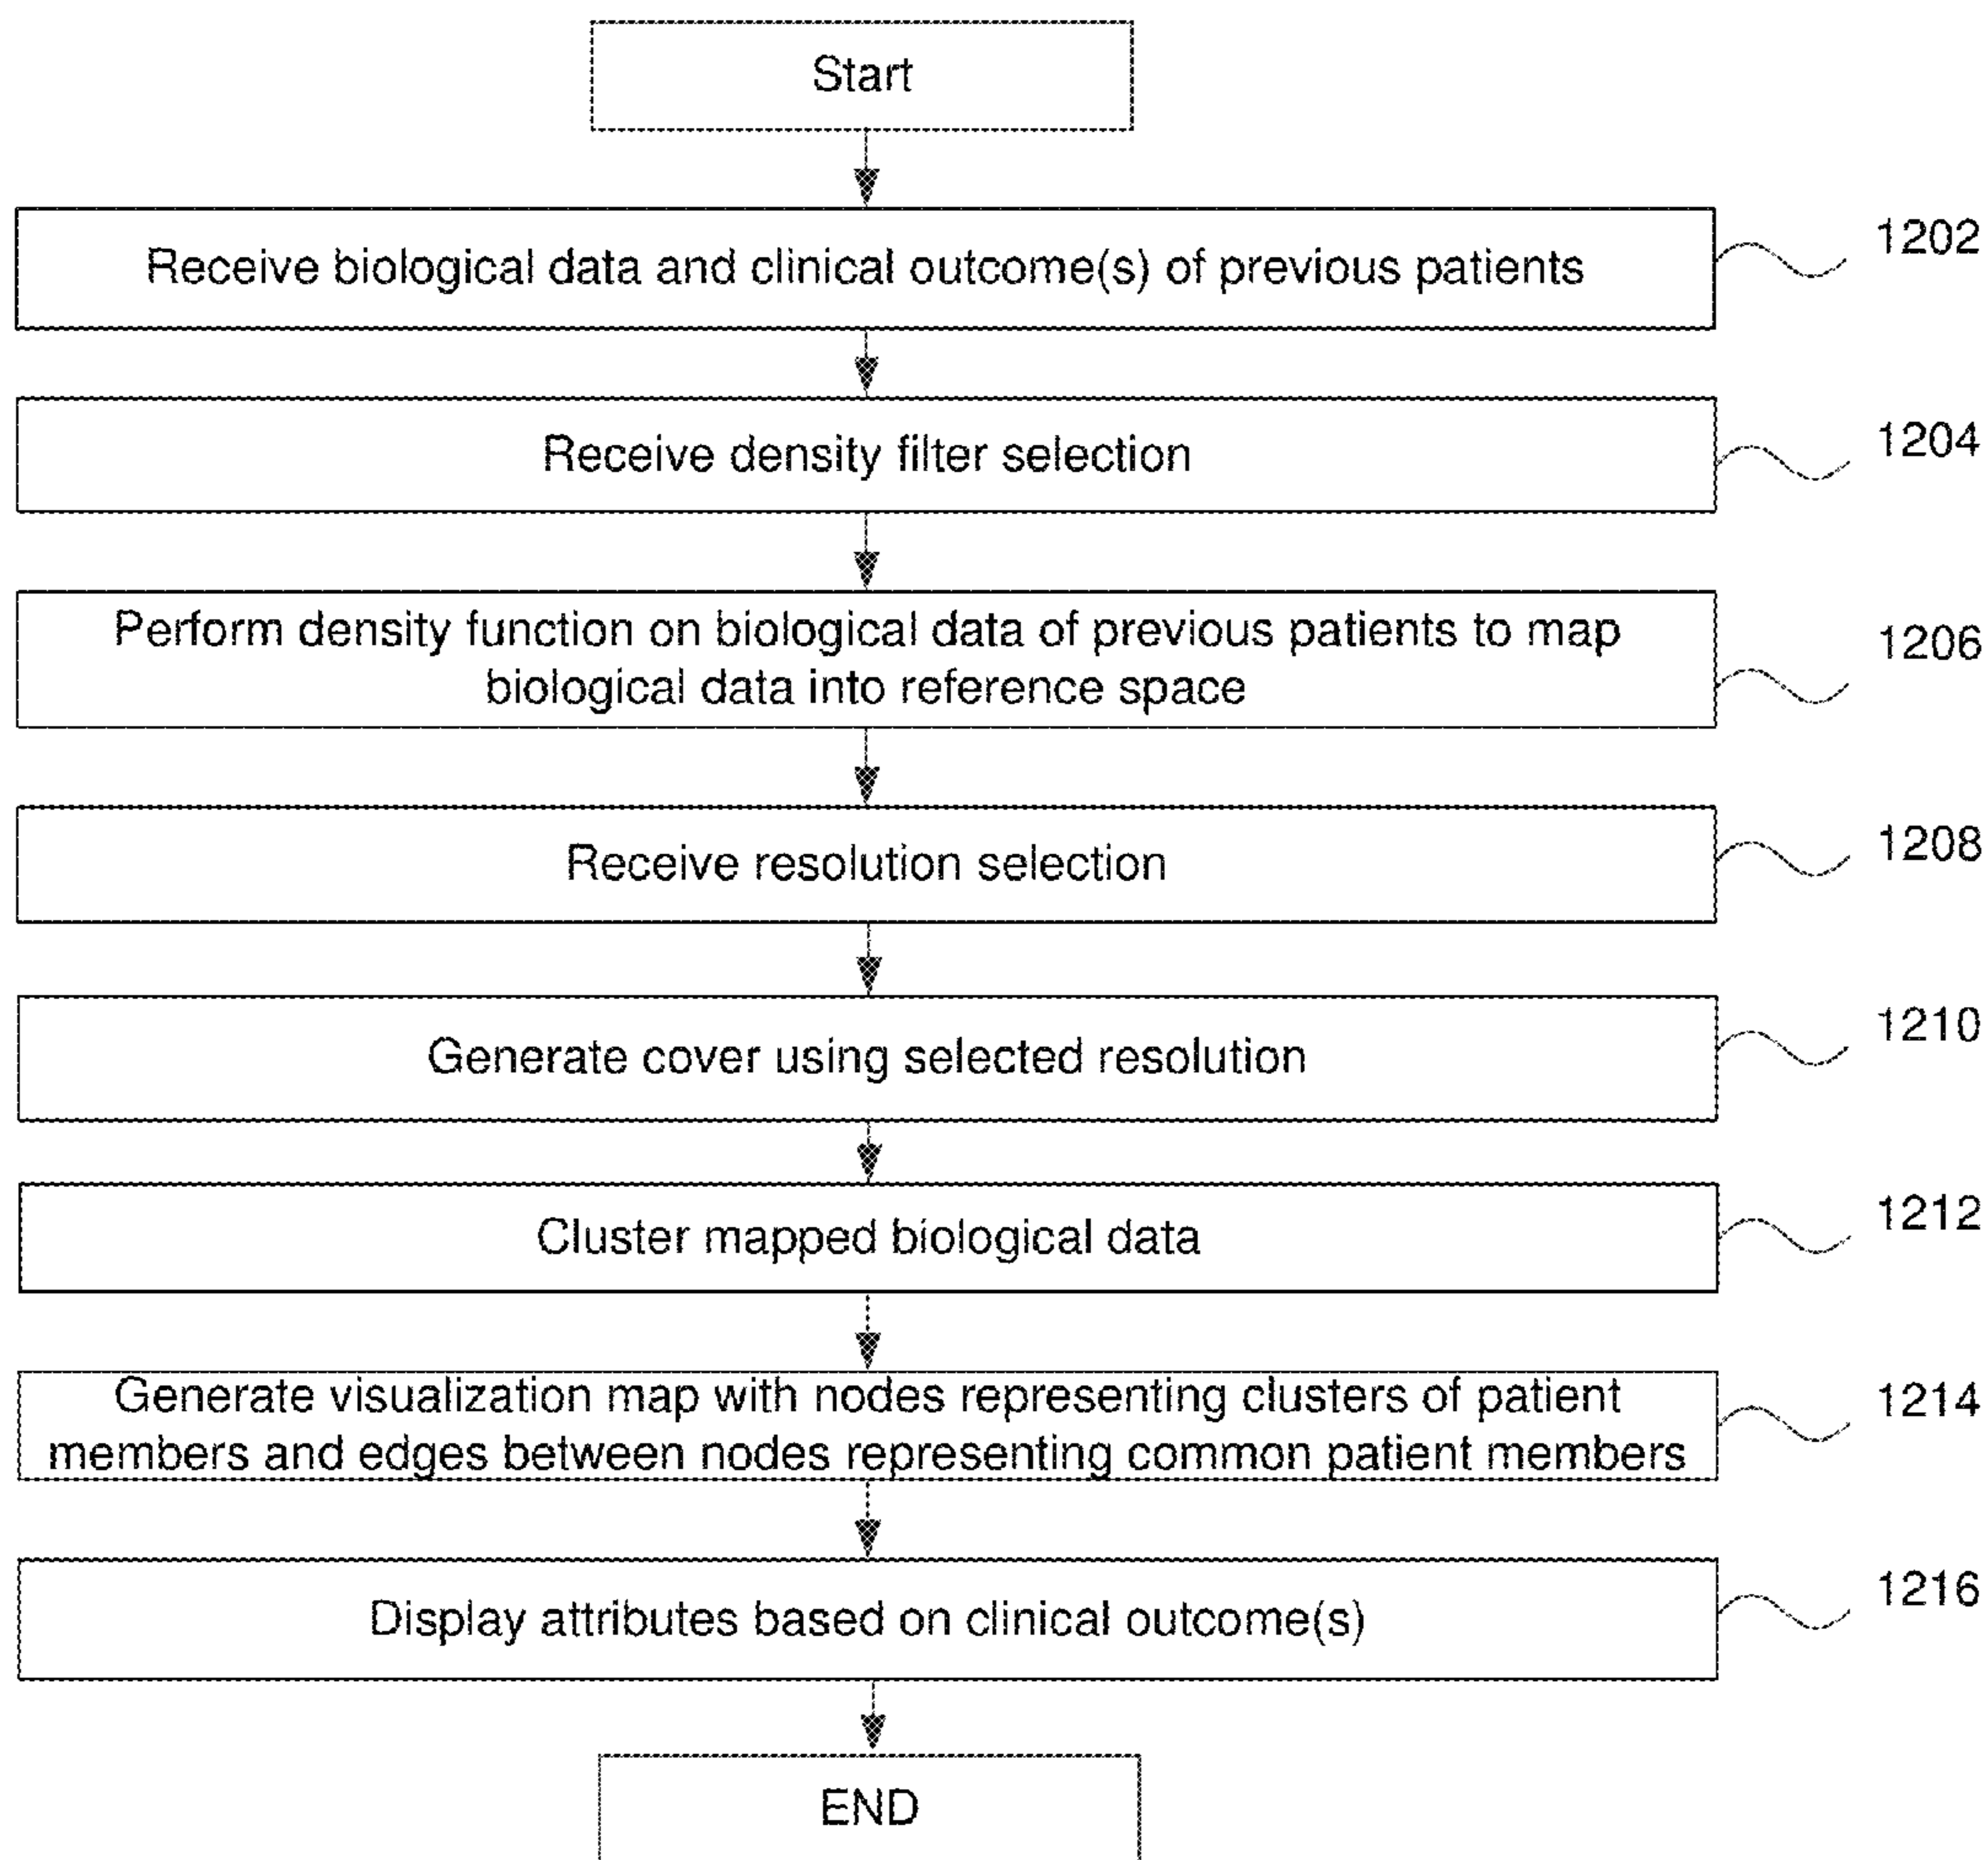 Start
Receive biological data and clinical outcome(s) of previous patients
1202
Receive density filter selection
1204
Perform density function on biological data of previous patients to map
biological data into reference space
1206
Receive resolution selection
1208
Generate cover using selected resolution
1210
Cluster mapped biological data
1212
Generate visualization map with nodes representing clusters of patient
members and edges between nodes representing common patient members
1214
Display attributes based on clinical outcome(s)
1216
END